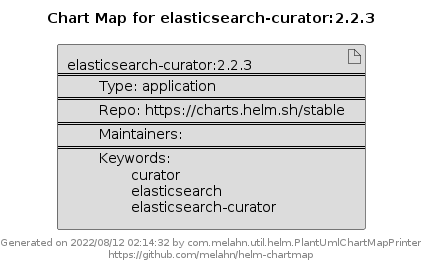 Chart Map for elasticsearch-curator:2.2.3
elasticsearch-curator:2.2.3
Type: application
Repo: https://charts.helm.sh/stable
Maintainers:
Keywords:
curator
elasticsearch
elasticsearch-curator
Generated on 2022/08/12 02:14:32 by com.melahn.util.helm.PlantUmlChartMapPrinter
https://github.com/melahn/helm-chartmap